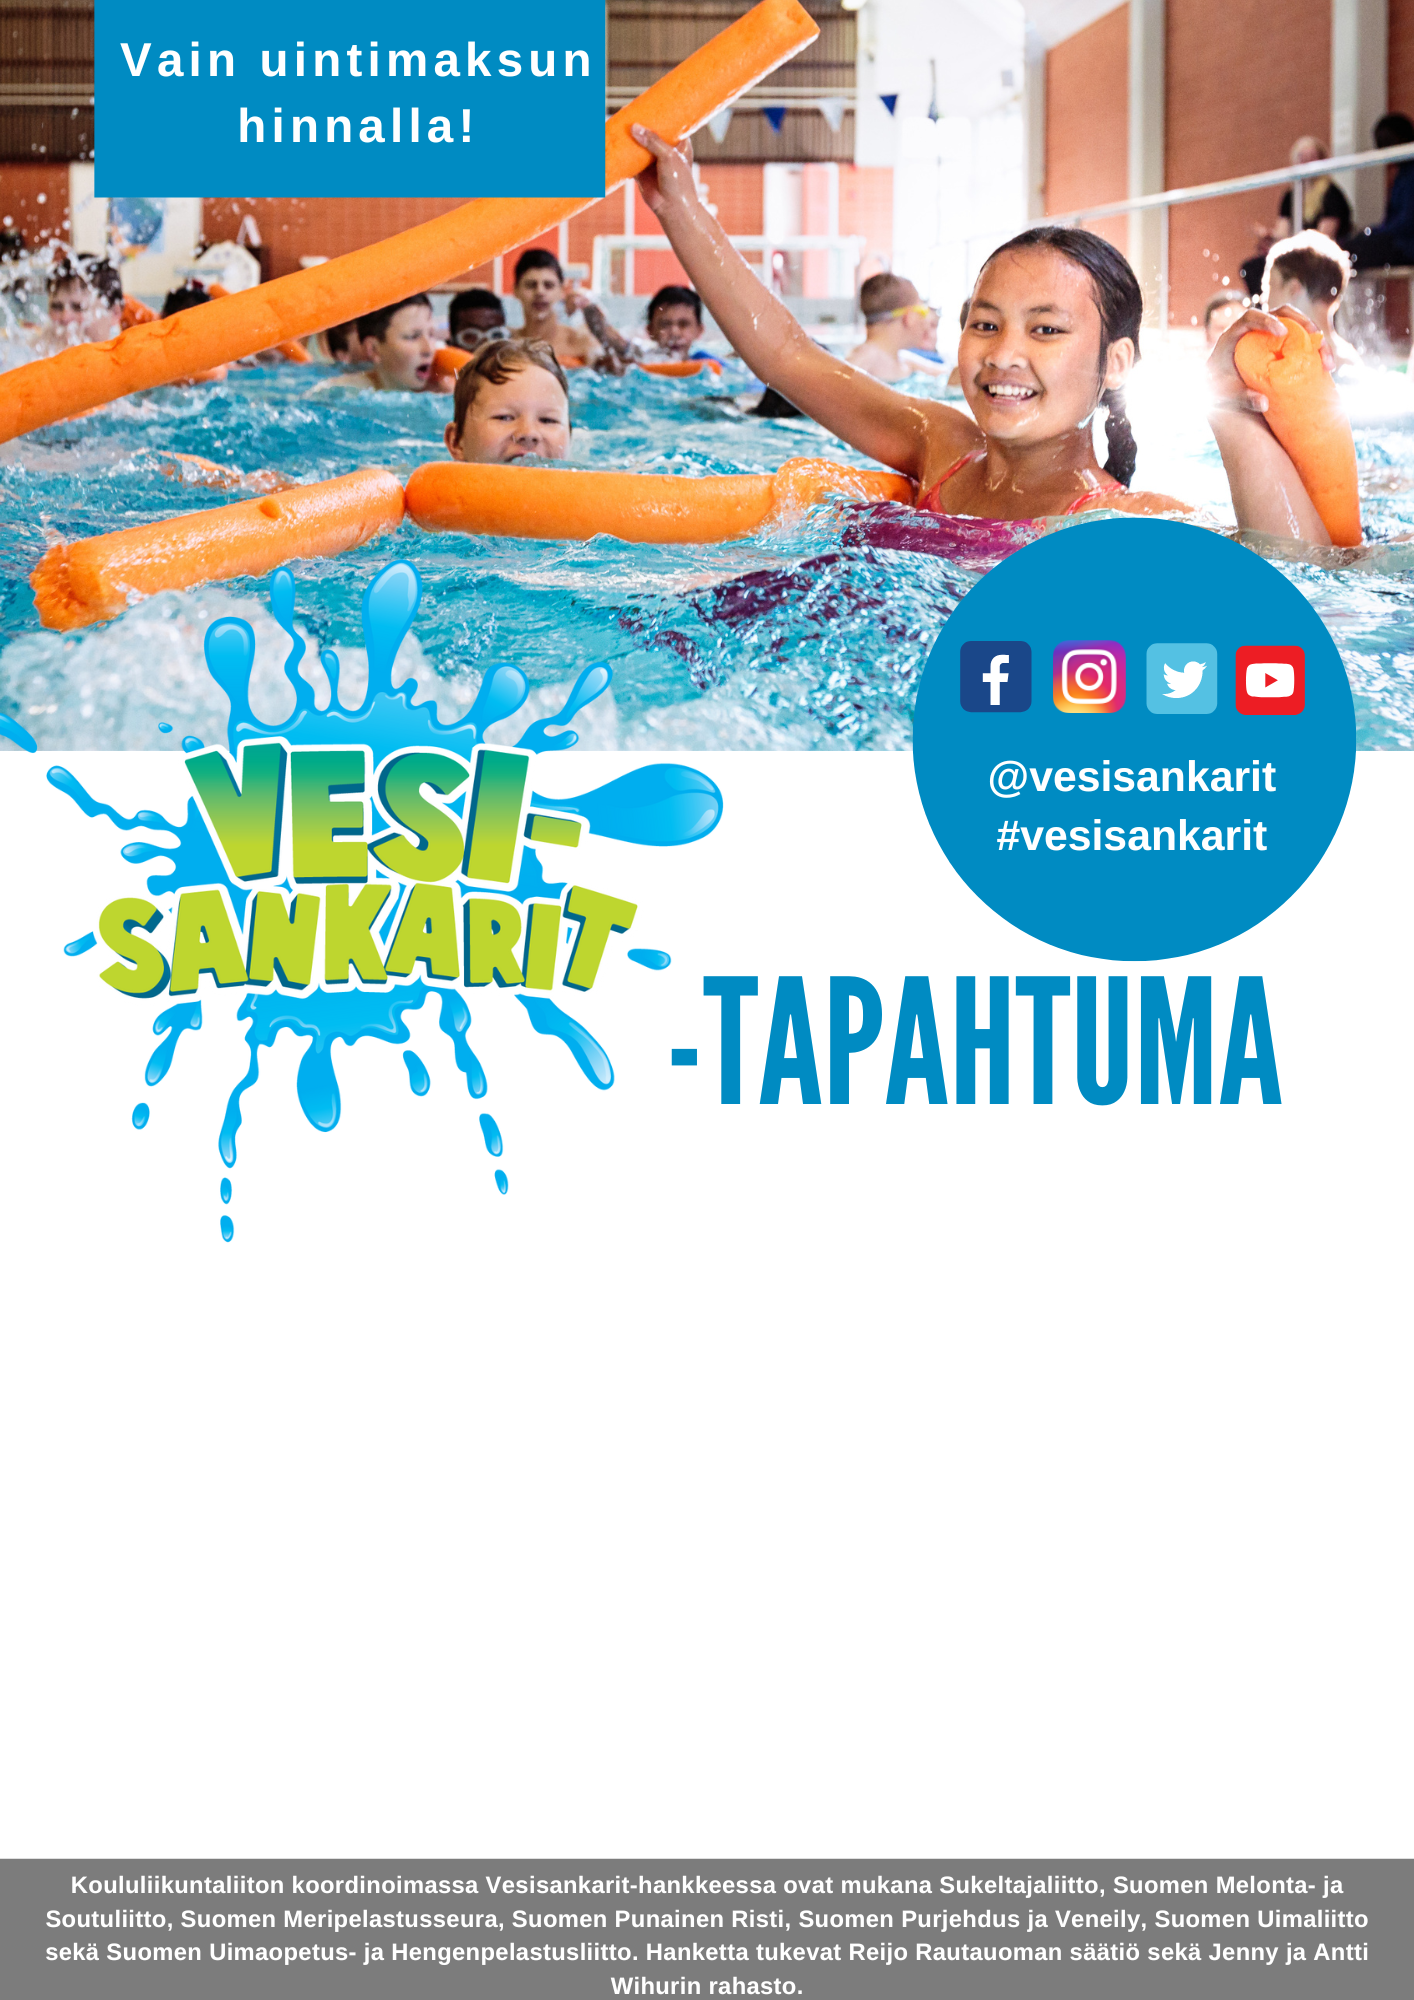 Vain uintimaksun
hinnalla!
@vesisankarit
#vesisankarit
VESI-
SANKARIT
-TAPAHTUMA
Koululiikuntaliiton koordinoimassa Vesisankarit-hankkeessa ovat mukana Sukeltajaliitto, Suomen Melonta- ja
Soutuliitto, Suomen Meripelastusseura, Suomen Punainen Risti, Suomen Purjehdus ja Veneily, Suomen Uimaliitto
sekä Suomen Uimaopetus- ja Hengenpelastusliitto. Hanketta tukevat Reijo Rautauoman säätiö sekä Jenny ja Antti
Wihurin rahasto.